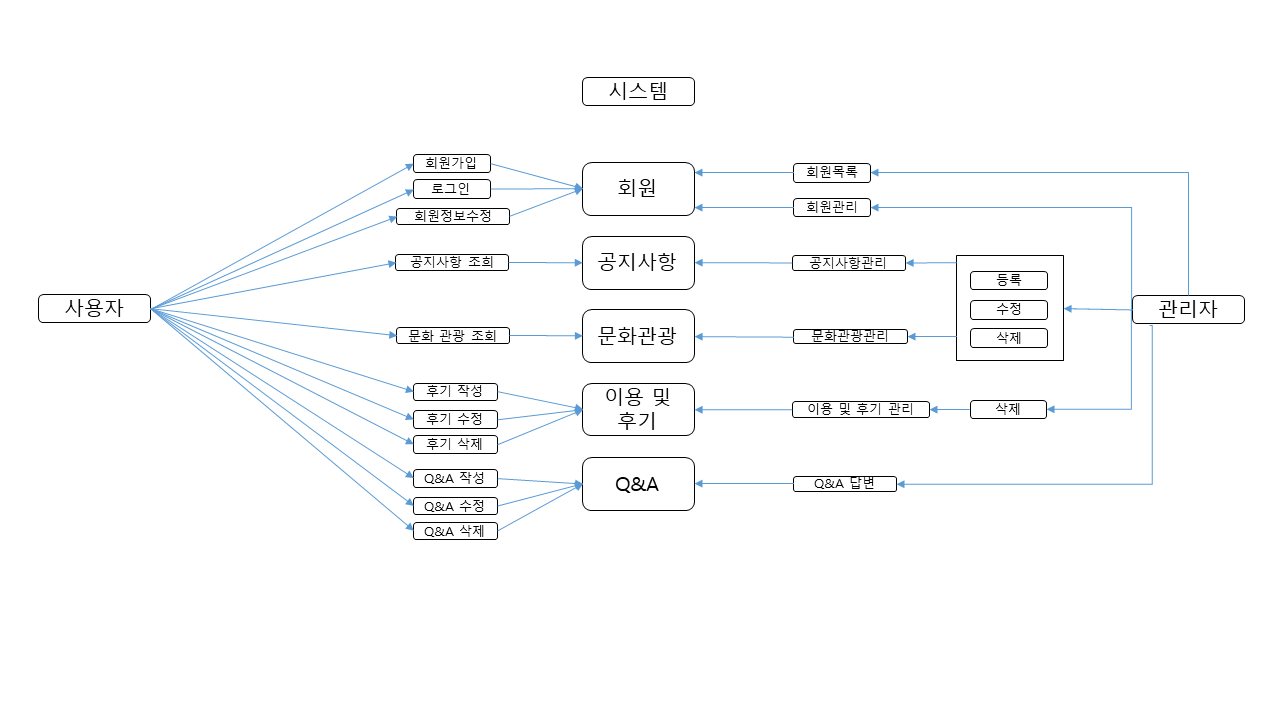 시스템
사용자
회원가입
로그인
회원정보수정
공지사항 조회
문화 관광 조회
후기 작성
후기 수정
후기 삭제
Q&A 작성
Q&A 수정
Q&A 삭제
회원
공지사항
문화관광
이용 및
후기
Q&A
회원목록
회원관리
공지사항관리
문화관광관리
이용 및 후기 관리
Q&A 답변
등록
수정
삭제
삭제
관리자